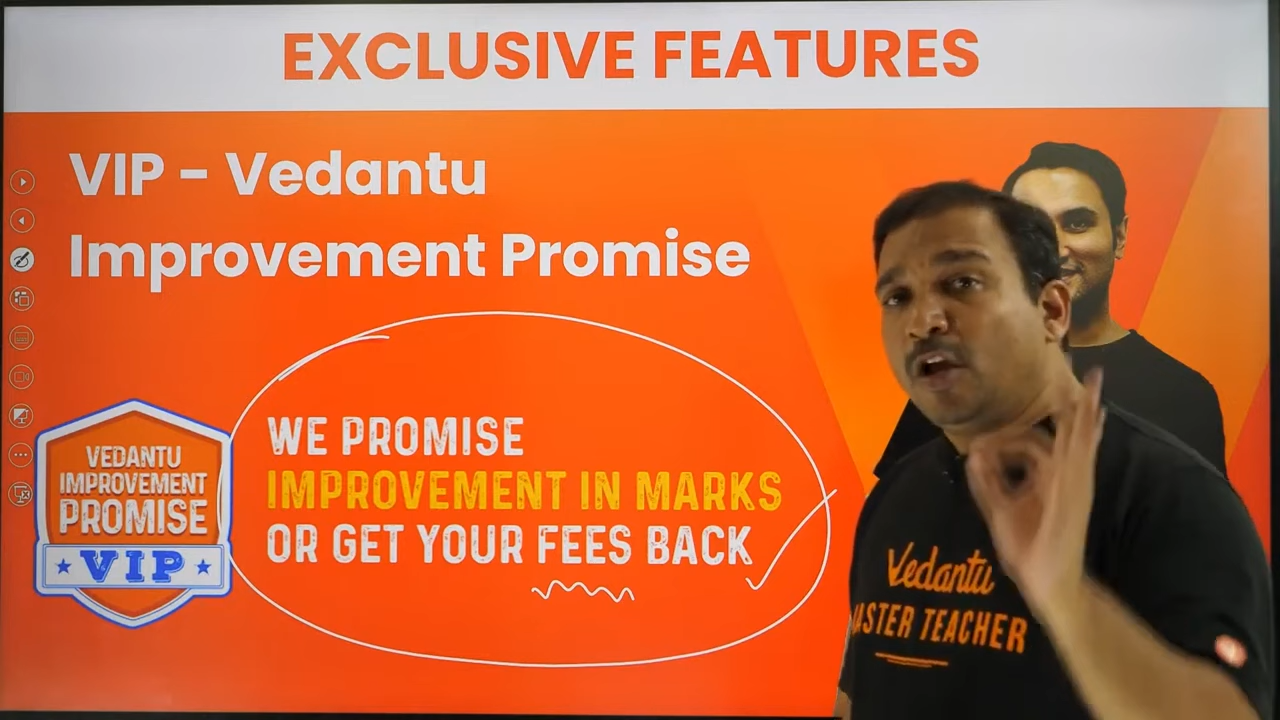 EXCLUSIVE FEATURES
VIP - Vedantu
Improvement Promise
WE PROMISE
IMPROVEMENT IN MARKS
OR GET YOUR FEES BACK
VEDANTU
IMPROVEMENT
PROMISE
VIP
Vedantu
ASTER TEACHER